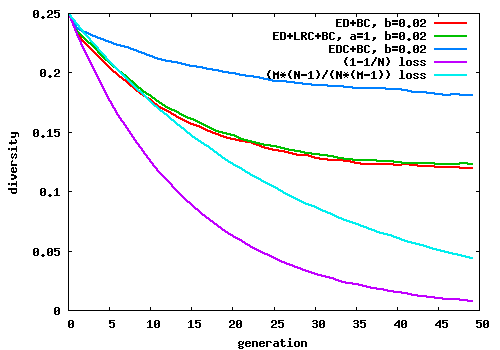 0.25
0.2
0.15
0.1
0.05
0
0 5 10 15 20 25 30 35 40 45 50
diversity
generation
ED+BC, b=0.02
ED+LRC+BC, a=1, b=0.02
EDC+BC, b=0.02
(1-1/N) loss
(M*(N-1)/(N*(M-1)) loss